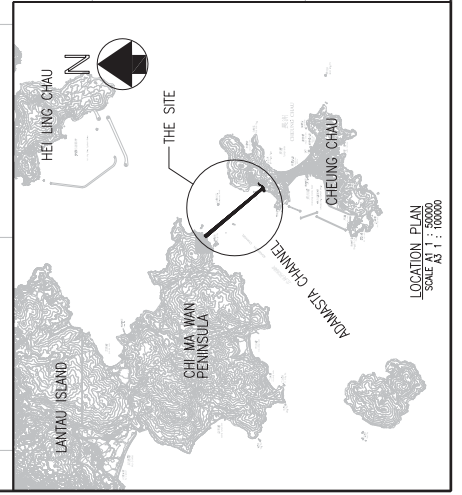 HEI LING CHAU
N
THE SITE
LANTAU ISLAND
CHI MA WAN
PENINSULA
ADAMASTA CHANNEL
CHEUNG CHAU
LOCATION PLAN
SCALE A1 1 : 50000
A3 1 : 100000